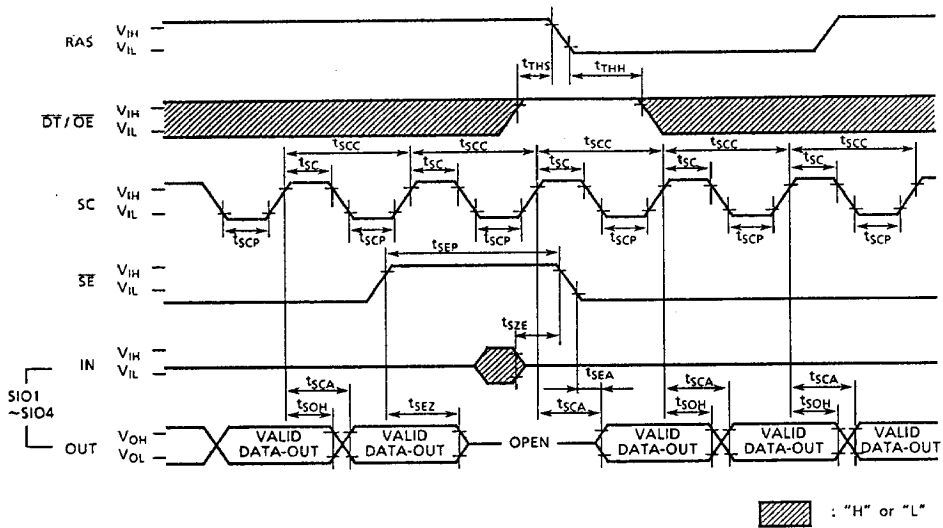 RAS VIH
VIL
tTHS tTHH
DT/OE VIH
VIL
tSCC tSCC tSCC tSCC tSCC
tSC tSC tSC tSC tSC
SC VIH
VIL
tSCP tSCP tSCP tSCP tSCP tSCP
tSEP
SE VIH
VIL
tSZE
IN VIH
VIL
tSEA
SIO1
~SIO4
tSCA tSCA tSCA tSCA
tSOH tSEZ tSOH tSOH
OUT VOH
VOL
VALID DATA-OUT
VALID DATA-OUT
OPEN
VALID DATA-OUT
VALID DATA-OUT
VALID DATA-OUT
: "H" or "L"